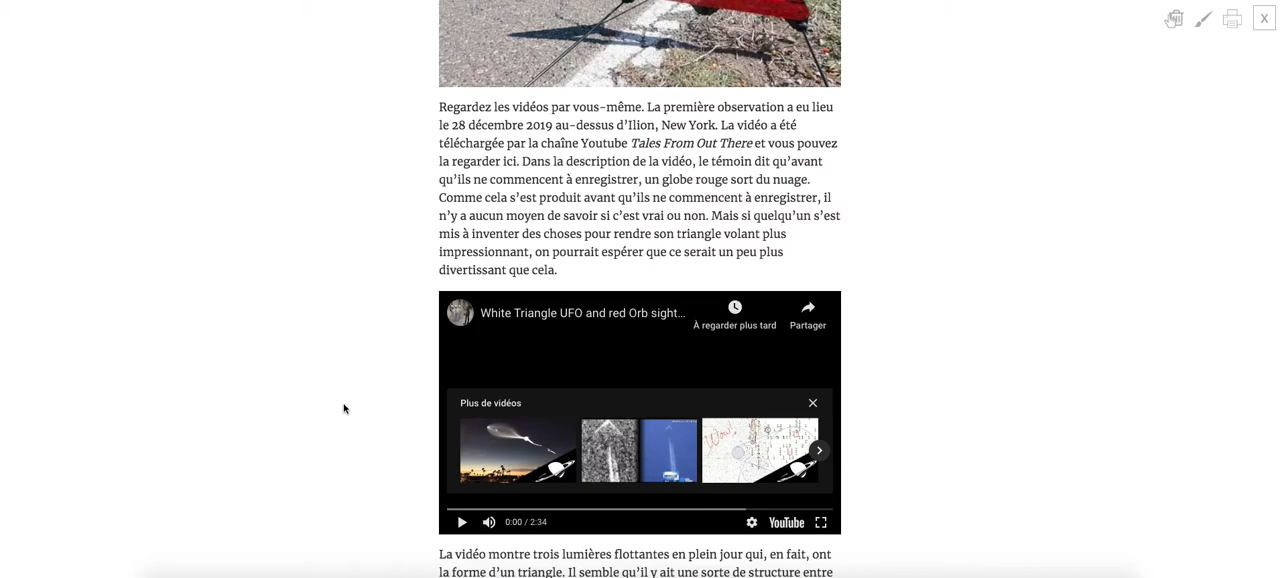 X
Regardez les vidéos par vous-même. La première observation a eu lieu
le 28 décembre 2019 au-dessus d’Ilion, New York. La vidéo a été
téléchargée par la chaîne Youtube Tales From Out There et vous pouvez
la regarder ici. Dans la description de la vidéo, le témoin dit qu’avant
qu’ils ne commencent à enregistrer, un globe rouge sort du nuage.
Comme cela s’est produit avant qu’ils ne commencent à enregistrer, il
n’y a aucun moyen de savoir si c’est vrai ou non. Mais si quelqu’un s’est
mis à inventer des choses pour rendre son triangle volant plus
impressionnant, on pourrait espérer que ce serait un peu plus
divertissant que cela.
White Triangle UFO and red Orb sight...
À regarder plus tard
Partager
Plus de vidéos
Wow!
0:00 / 2:34
YouTube
La vidéo montre trois lumières flottantes en plein jour qui, en fait, ont
la forme d’un triangle. Il semble qu’il y ait une sorte de structure entre